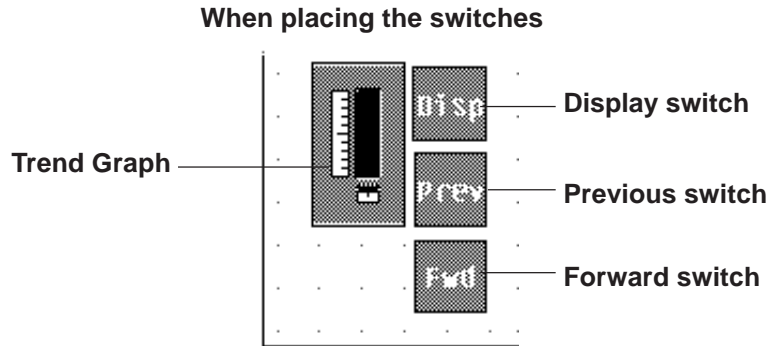 When placing the switches
Disp
Display switch
Trend Graph
Prev
Previous switch
Fwd
Forward switch